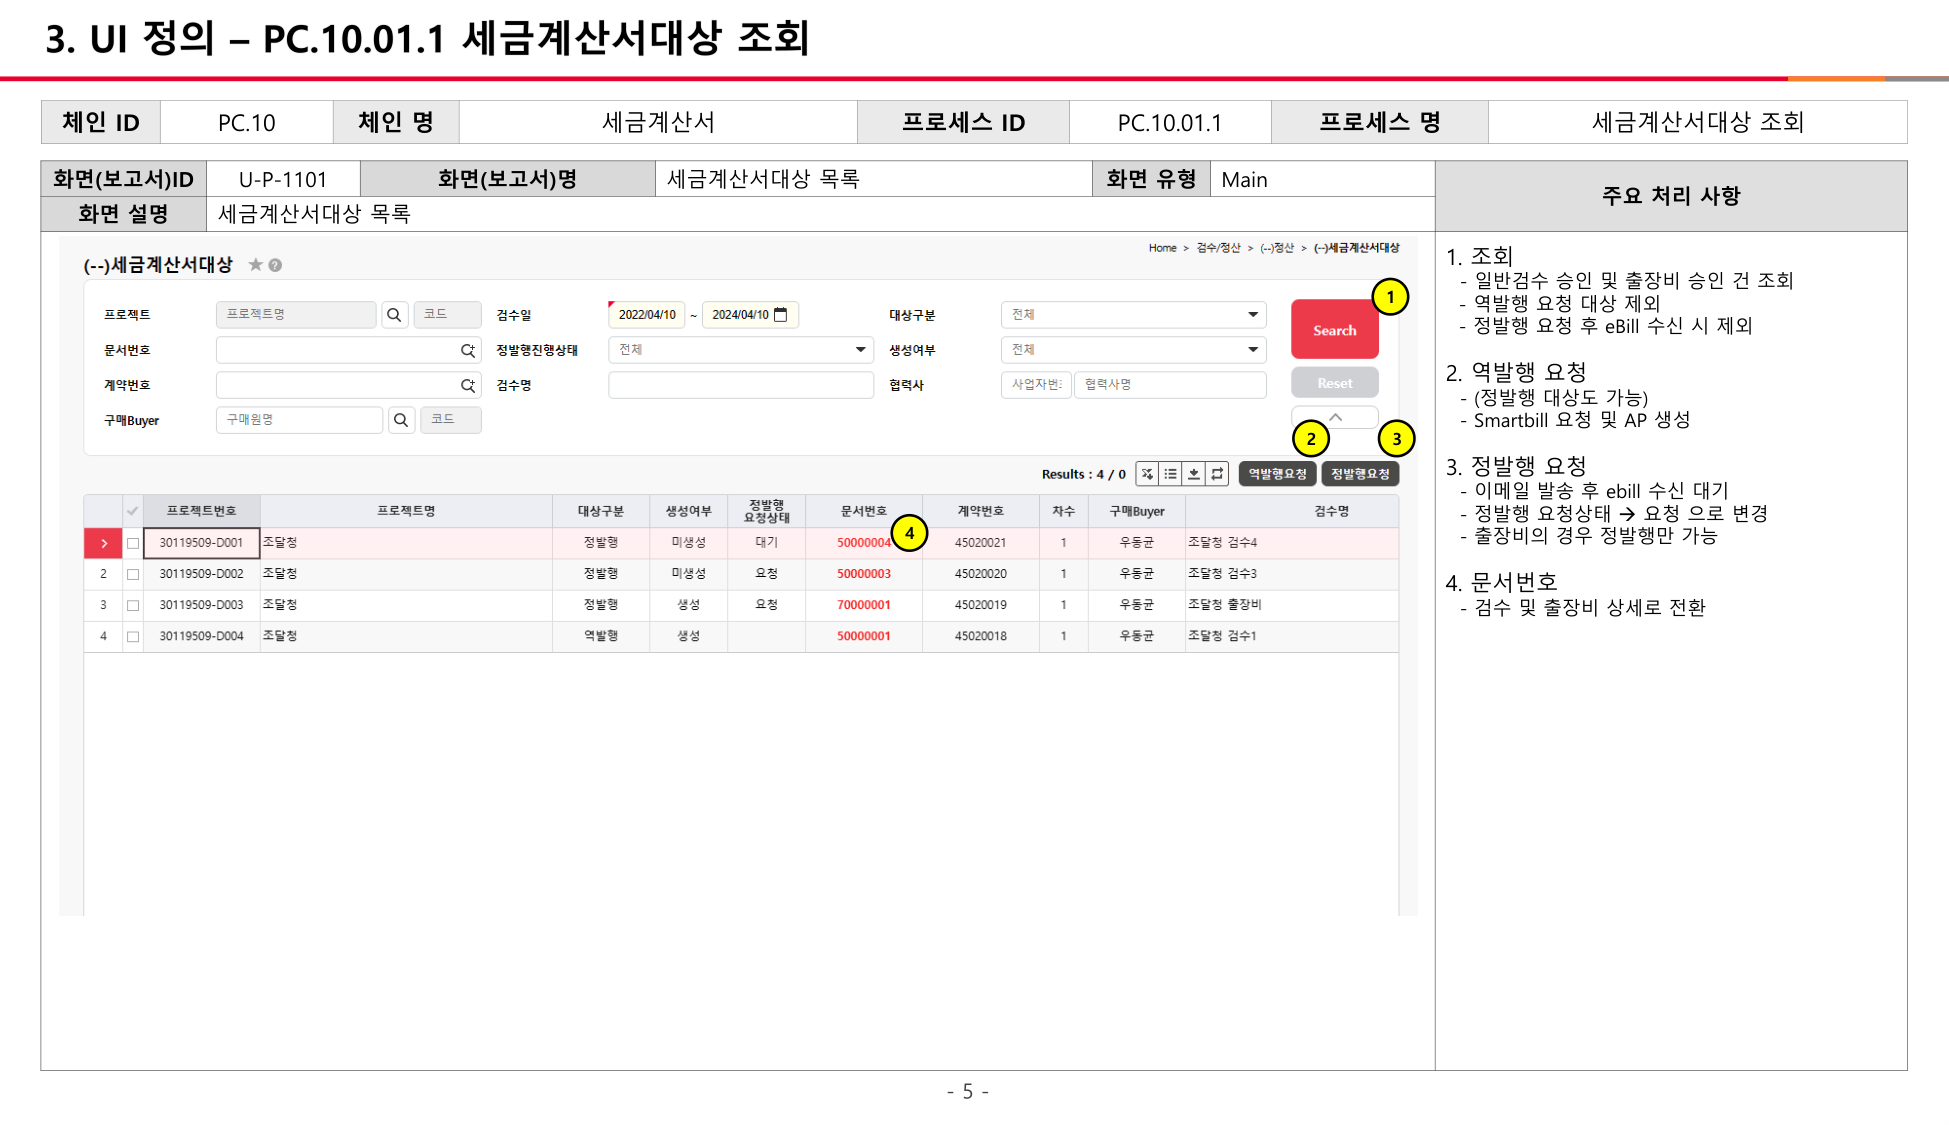 3. UI 정의 – PC.10.01.1 세금계산서대상 조회
체인 ID PC.10 체인 명 세금계산서 프로세스 ID PC.10.01.1 프로세스 명 세금계산서대상 조회
화면(보고서)ID U-P-1101 화면(보고서)명 세금계산서대상 목록 화면 유형 Main
화면 설명 세금계산서대상 목록
주요 처리 사항
Home > 검수/정산 > (--)정산 > (--)세금계산서대상
(--)세금계산서대상
프로젝트 프로젝트명 코드 검수일 2022/04/10 ~ 2024/04/10 대상구분 전체 Search 1
문서번호 정발행진행상태 전체 생성여부 전체
계약번호 검수명 협력사 사업자번호 협력사명 Reset
구매Buyer 구매원명 코드
2 3
Results : 4 / 0 역발행요청 정발행요청
프로젝트번호 프로젝트명 대상구분 생성여부 정발행 요청상태 문서번호 계약번호 차수 구매Buyer 검수명
4
30119509-D001 조달청 정발행 미생성 대기 50000004 45020021 1 우동균 조달청 검수4
2 30119509-D002 조달청 정발행 미생성 요청 50000003 45020020 1 우동균 조달청 검수3
3 30119509-D003 조달청 정발행 생성 요청 70000001 45020019 1 우동균 조달청 출장비
4 30119509-D004 조달청 역발행 생성 50000001 45020018 1 우동균 조달청 검수1
1. 조회
- 일반검수 승인 및 출장비 승인 건 조회
- 역발행 요청 대상 제외
- 정발행 요청 후 eBill 수신 시 제외
2. 역발행 요청
- (정발행 대상도 가능)
- Smartbill 요청 및 AP 생성
3. 정발행 요청
- 이메일 발송 후 ebill 수신 대기
- 정발행 요청상태 → 요청 으로 변경
- 출장비의 경우 정발행만 가능
4. 문서번호
- 검수 및 출장비 상세로 전환
- 5 -